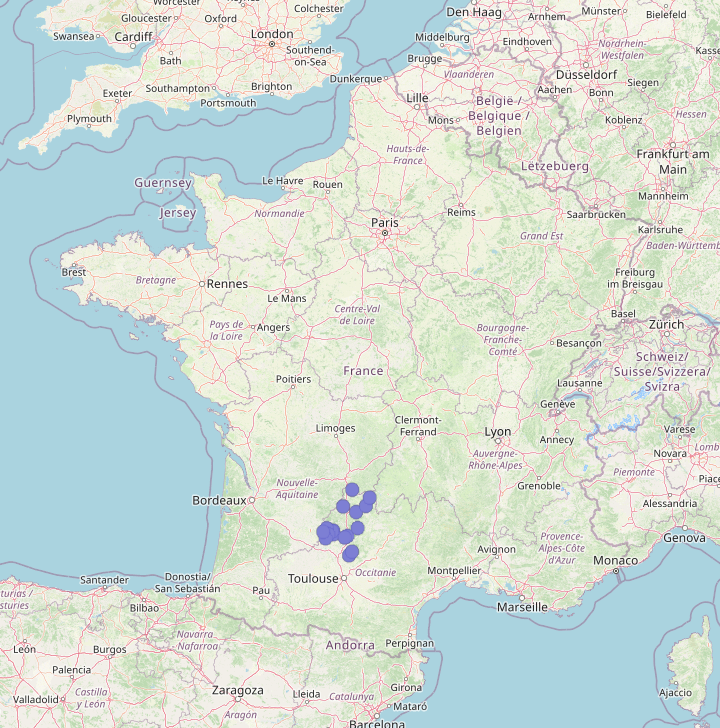 Worcester
Colchester
Gloucester
Oxford
Swansea
Cardiff
London
Southend-
on-Sea
Bath
Exeter
Southampton
Brighton
Portsmouth
Plymouth
Den Haag
Arnhem
Münster
Bielefeld
Middelburg
Eindhoven
Brugge
Vlaanderen
Dunkerque
Lille
Mons
België /
Belgique /
Belgien
Düsseldorf
Nordrhein-
Westfalen
Aachen
Bonn
Siegen
Koblenz
Hessen
Frankfurt am
Main
Lëtzebuerg
Mannheim
Saarbrücken
Karlsruhe
Guernsey
Jersey
Le Havre
Rouen
Hauts-de-
France
Normandie
Paris
Reims
Grand Est
Freiburg
im Breisgau
Basel
Zürich
Brest
Bretagne
Rennes
Le Mans
Pays de
la Loire
Angers
Centre-Val
de Loire
Bourgogne-
Franche-
Comté
Besançon
Schweiz/
Suisse/Svizzera/
Svizra
Lausanne
Genève
Poitiers
France
Limoges
Clermont-
Ferrand
Lyon
Annecy
Auvergne-
Rhône-Alpes
Varese
Novara
Piemonte
Grenoble
Alessandria
Genova
Bordeaux
Nouvelle-
Aquitaine
Avignon
Provence-
Alpes-Côte
d'Azur
Monaco
Toulouse
Occitanie
Montpellier
Marseille
Santander
Donostia/
San Sebastián
Pau
Bilbao
Navarra
Nafarroa
Andorra
Perpignan
León
Burgos
Palencia
Valladolid
Castilla
y León
Zaragoza
Aragón
Lleida
Catalunya
Girona
Mataró
Barcelona
Ajaccio